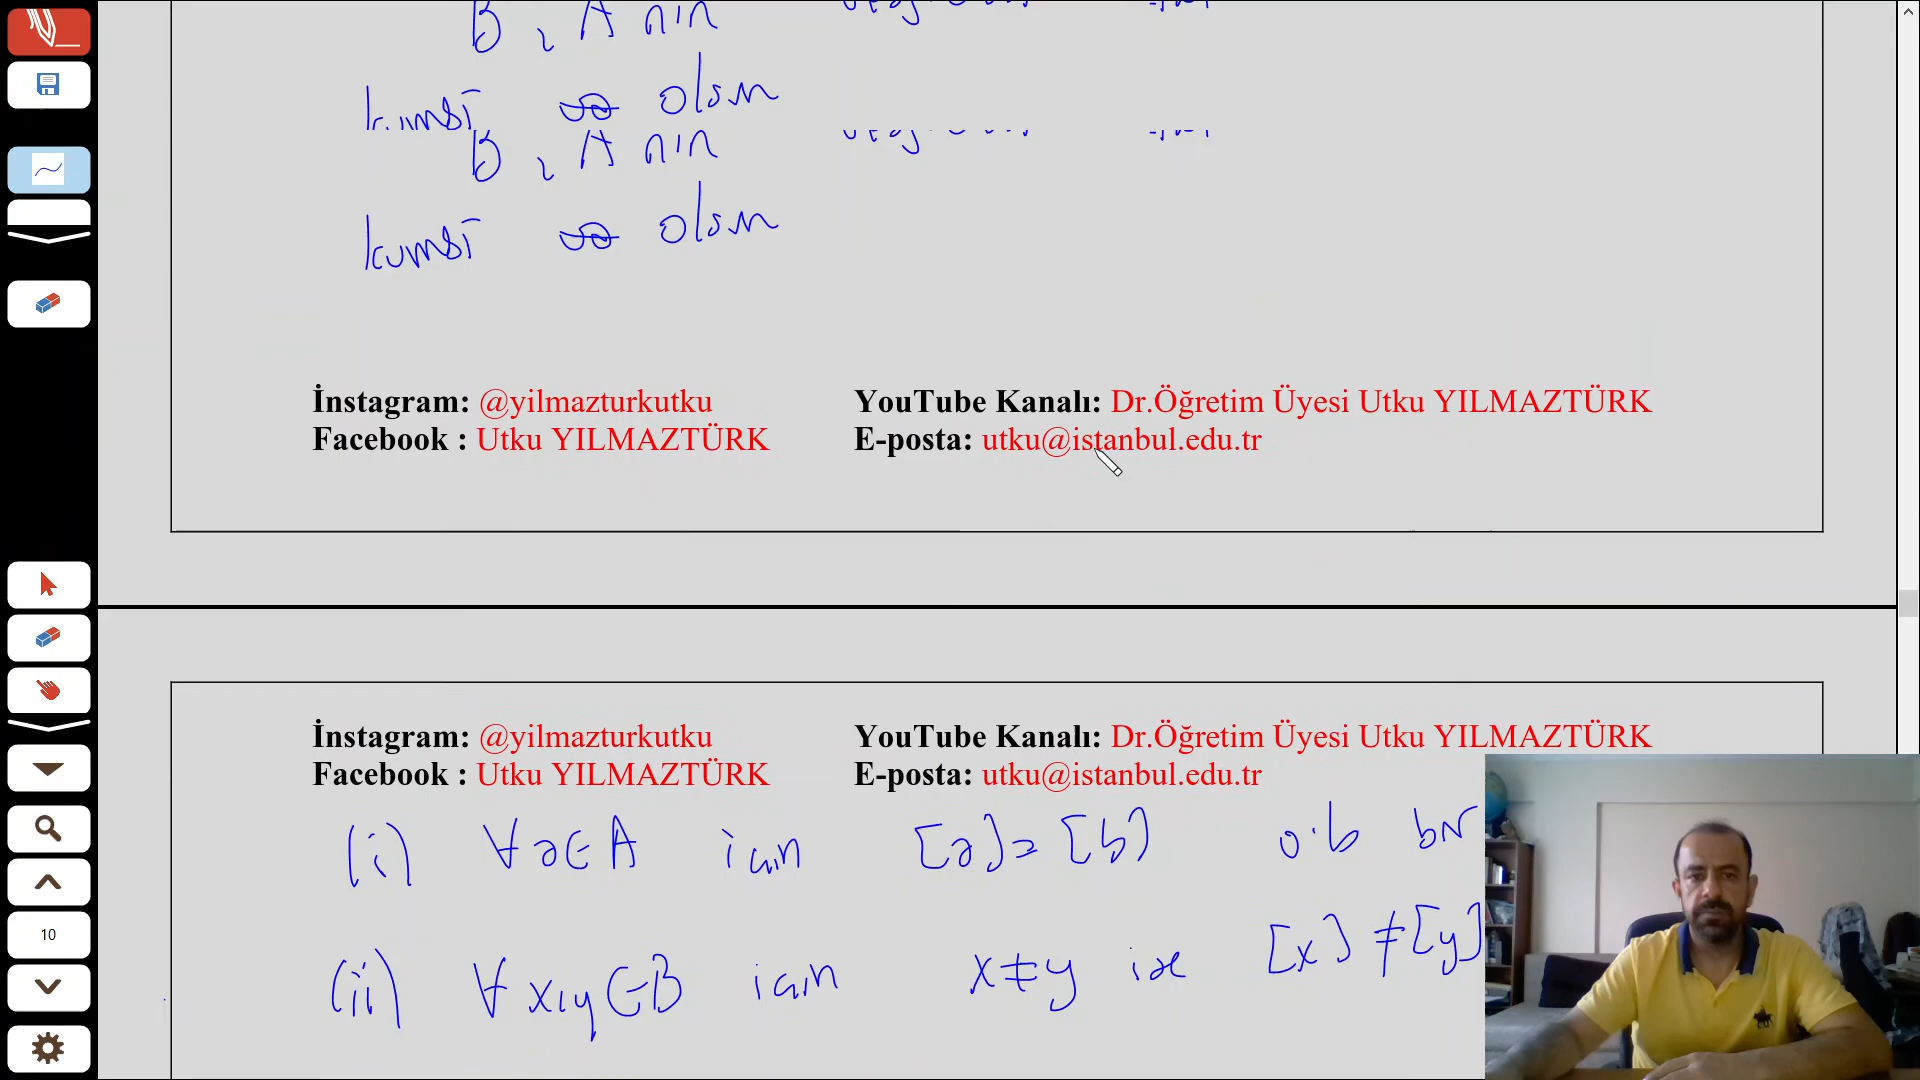 B, A nın
kümesi olsun
B, A nın
kümesi olsun
İnstagram: @yilmazturkutku YouTube Kanalı: Dr.Öğretim Üyesi Utku YILMAZTÜRK
Facebook : Utku YILMAZTÜRK E-posta: utku@istanbul.edu.tr
İnstagram: @yilmazturkutku YouTube Kanalı: Dr.Öğretim Üyesi Utku YILMAZTÜRK
Facebook : Utku YILMAZTÜRK E-posta: utku@istanbul.edu.tr
(i) ∀a∈A için [a]=[b] o.ş bir
(ii) ∀x,y∈B için x≠y ise [x]≠[y]
10